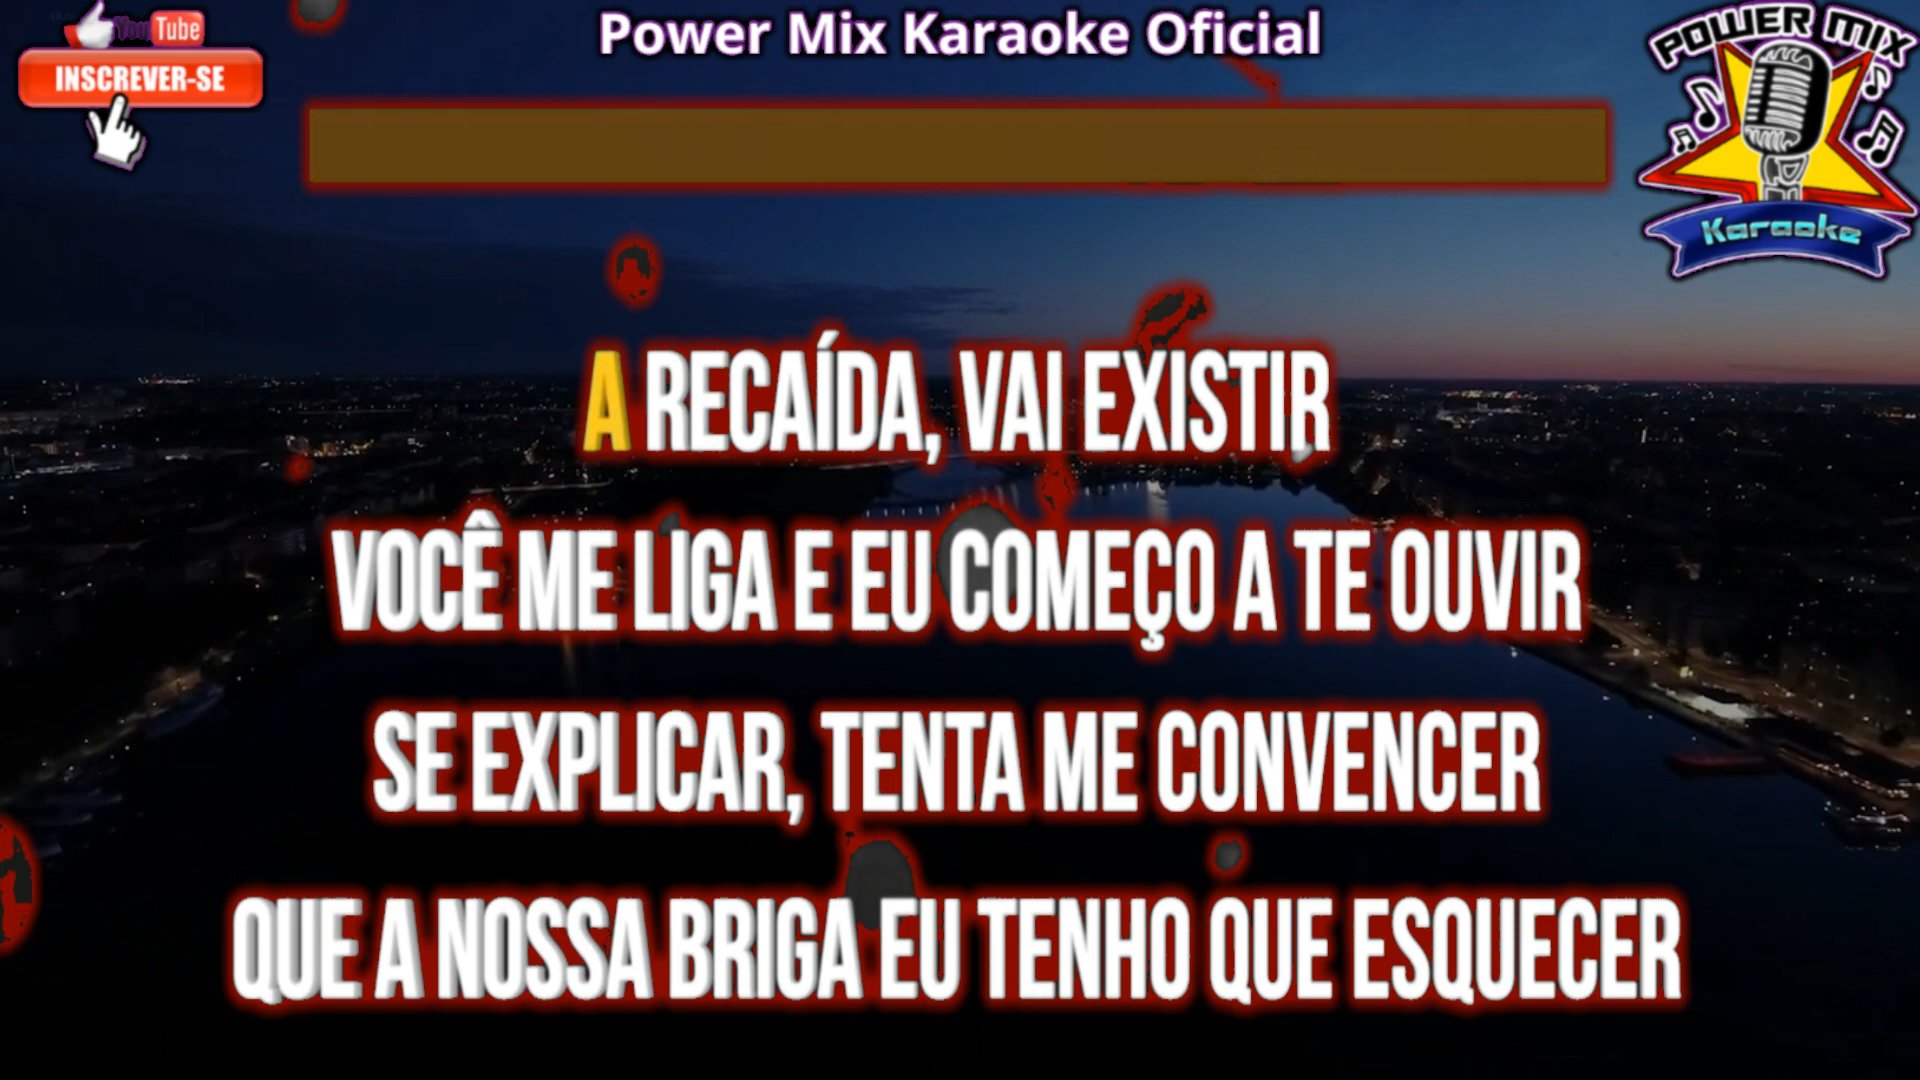 YouTube
INSCREVER-SE
Power Mix Karaoke Oficial
POWER MIX
Karaoke
A RECAÍDA, VAI EXISTIR
VOCÊ ME LIGA E EU COMEÇO A TE OUVIR
SE EXPLICAR, TENTA ME CONVENCER
QUE A NOSSA BRIGA EU TENHO QUE ESQUECER